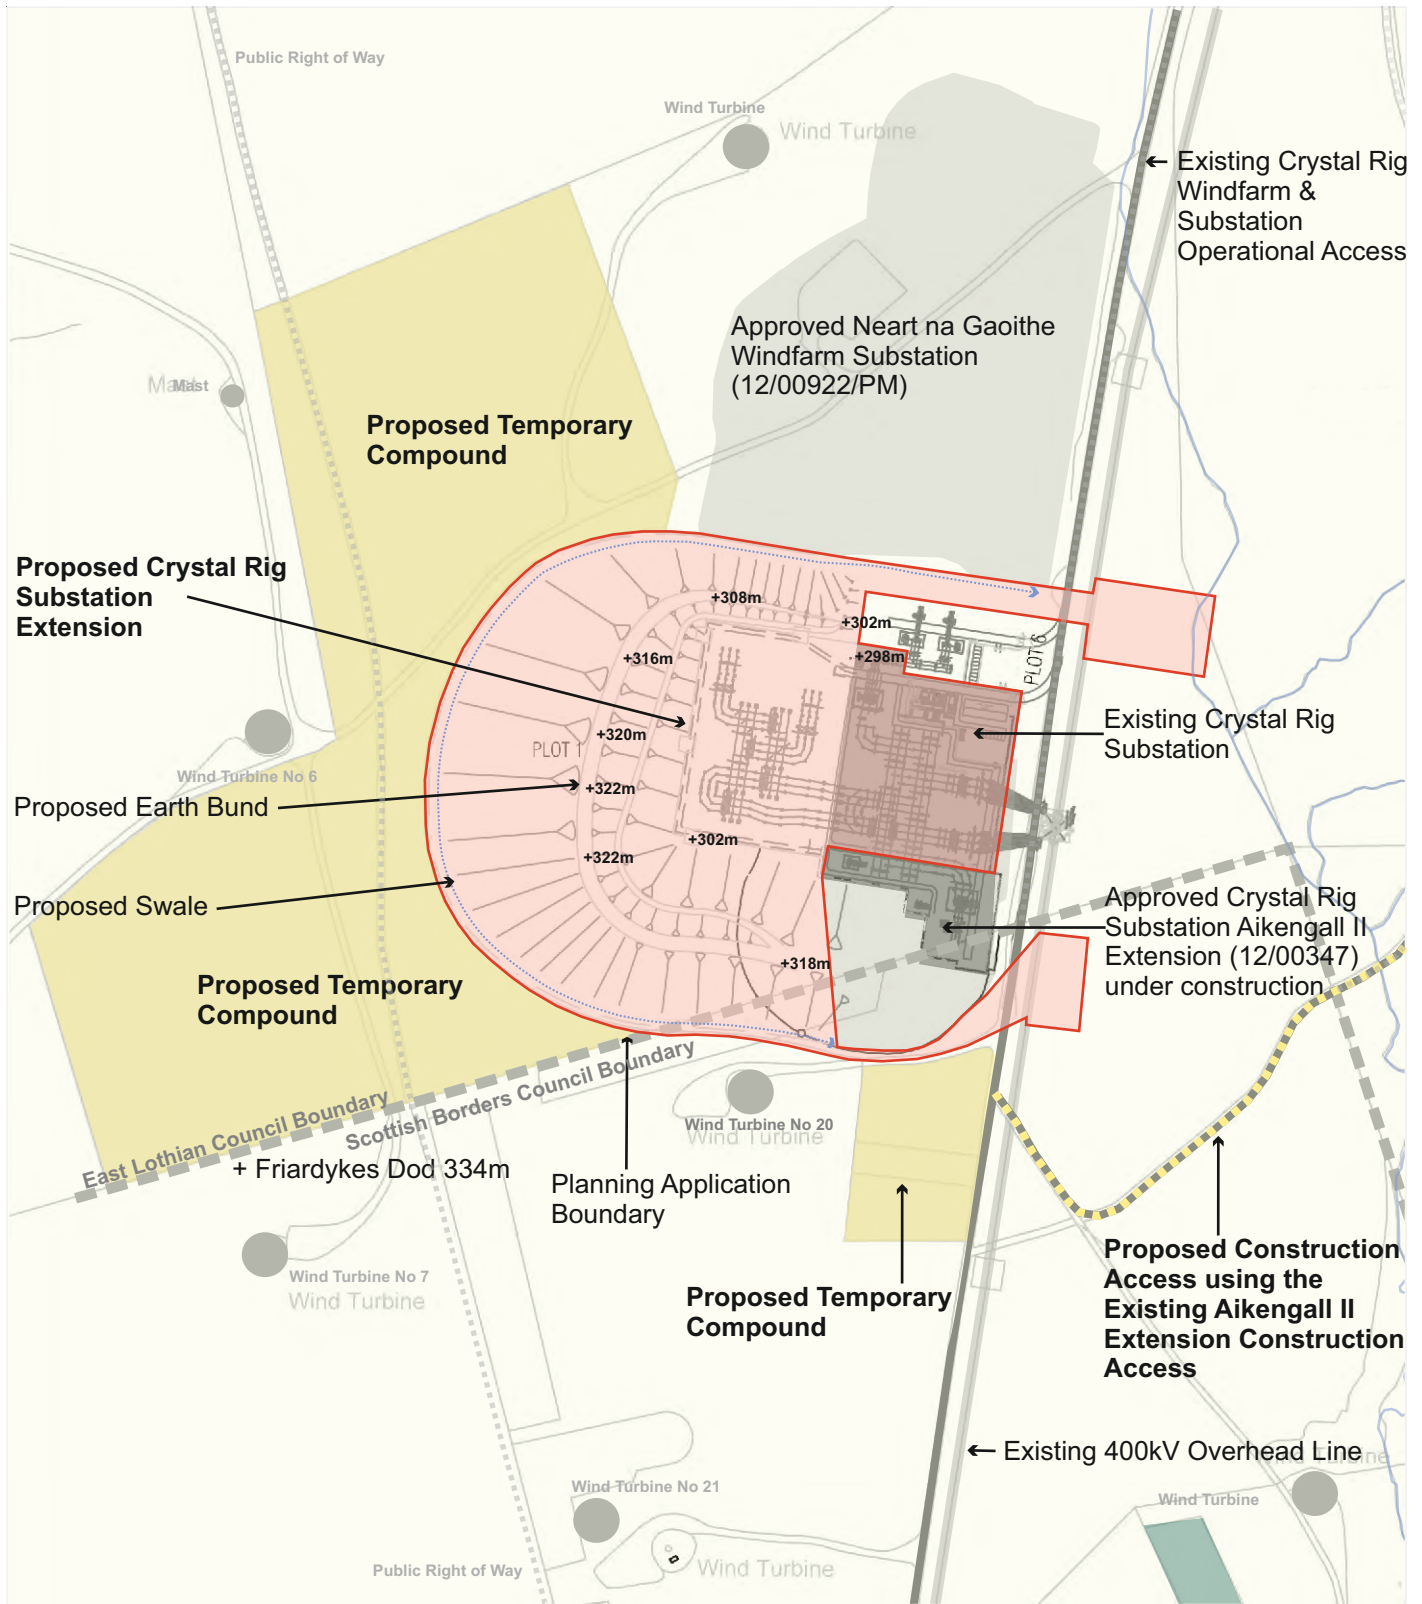 Public Right of Way
Wind Turbine
Wind Turbine
Existing Crystal Rig
Windfarm &
Substation
Operational Access
Approved Neart na Gaoithe
Windfarm Substation
(12/00922/PM)
Mast
Mast
Proposed Temporary
Compound
Proposed Crystal Rig
Substation
Extension
+308m
+302m
+298m
+316m
PLOT 6
+320m
PLOT 1
Existing Crystal Rig
Substation
Wind Turbine No 6
Proposed Earth Bund
+322m
+302m
+322m
Proposed Swale
Approved Crystal Rig
Substation Aikengall II
Extension (12/00347)
under construction
+318m
Proposed Temporary
Compound
East Lothian Council Boundary
Scottish Borders Council Boundary
+ Friardykes Dod 334m
Wind Turbine No 20
Wind Turbine
Planning Application
Boundary
Wind Turbine No 7
Wind Turbine
Proposed Temporary
Compound
Proposed Construction
Access using the
Existing Aikengall II
Extension Construction
Access
Existing 400kV Overhead Line
Wind Turbine
Wind Turbine
Wind Turbine No 21
Wind Turbine
Public Right of Way